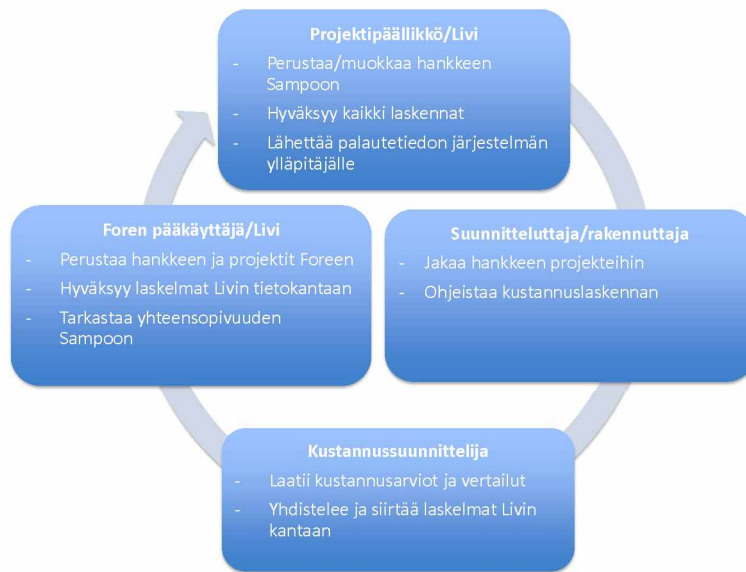 Projektipäällikkö/Livi
- Perustaa/muokkaa hankkeen
Sampoon
- Hyväksyy kaikki laskennat
- Lähettää palautetiedon järjestelmän
ylläpitäjälle
Foren pääkäyttäjä/Livi
- Perustaa hankkeen ja projektit Foreen
- Hyväksyy laskelmat Livin tietokantaan
- Tarkastaa yhteensopivuuden
Sampoon
Suunnitteluttaja/rakennuttaja
- Jakaa hankkeen projekteihin
- Ohjeistaa kustannuslaskennan
Kustannussuunnittelija
- Laatii kustannusarviot ja vertailut
- Yhdistelee ja siirtää laskelmat Livin
kantaan